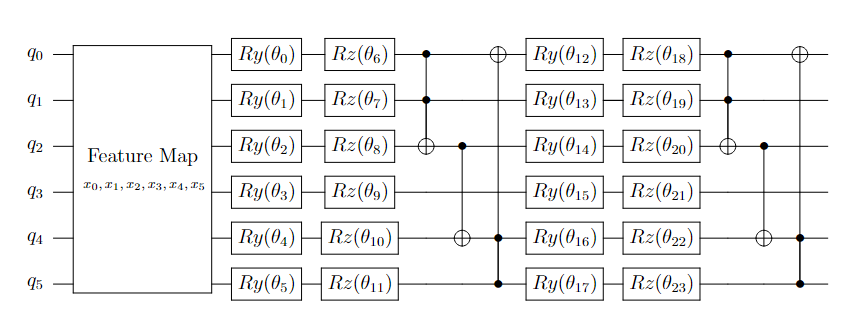 q₀ Ry(θ₀) Rz(θ₆) Ry(θ₁₂) Rz(θ₁₈)
q₁ Ry(θ₁) Rz(θ₇) Ry(θ₁₃) Rz(θ₁₉)
q₂ Ry(θ₂) Rz(θ₈) Ry(θ₁₄) Rz(θ₂₀)
Feature Map
x₀, x₁, x₂, x₃, x₄, x₅
q₃ Ry(θ₃) Rz(θ₉) Ry(θ₁₅) Rz(θ₂₁)
q₄ Ry(θ₄) Rz(θ₁₀) Ry(θ₁₆) Rz(θ₂₂)
q₅ Ry(θ₅) Rz(θ₁₁) Ry(θ₁₇) Rz(θ₂₃)